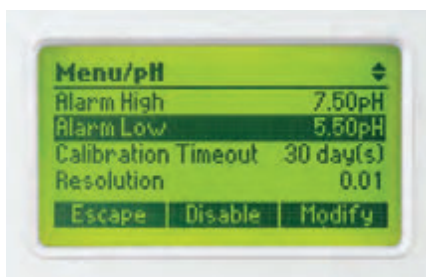 Menu/pH
Alarm High 7.50pH
Alarm Low 5.50pH
Calibration Timeout 30 day(s)
Resolution 0.01
Escape Disable Modify